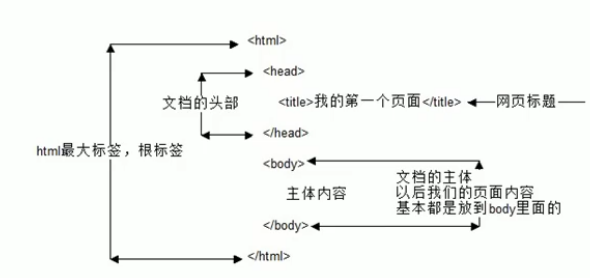 <html>
<head>
文档的头部
<title>我的第一个页面</title>
网页标题
</head>
html最大标签，根标签
<body>
文档的主体
以后我们的页面内容
基本都是放到body里面的
主体内容
</body>
</html>